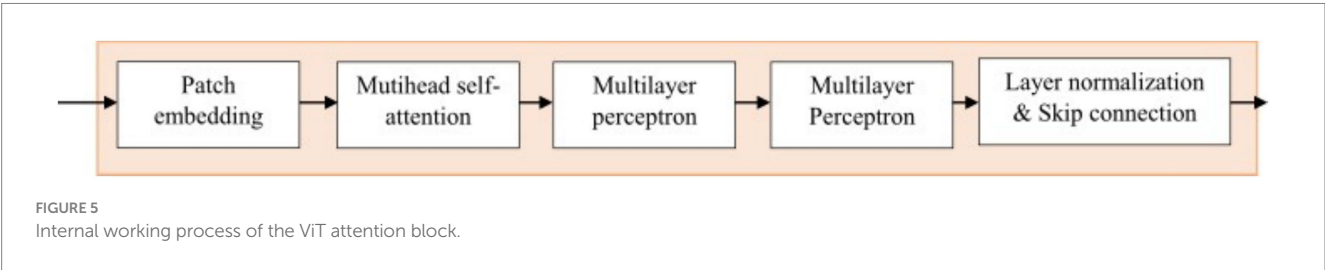 Patch
embedding
Mutihead self-
attention
Multilayer
perceptron
Multilayer
Perceptron
Layer normalization
& Skip connection
FIGURE 5
Internal working process of the ViT attention block.